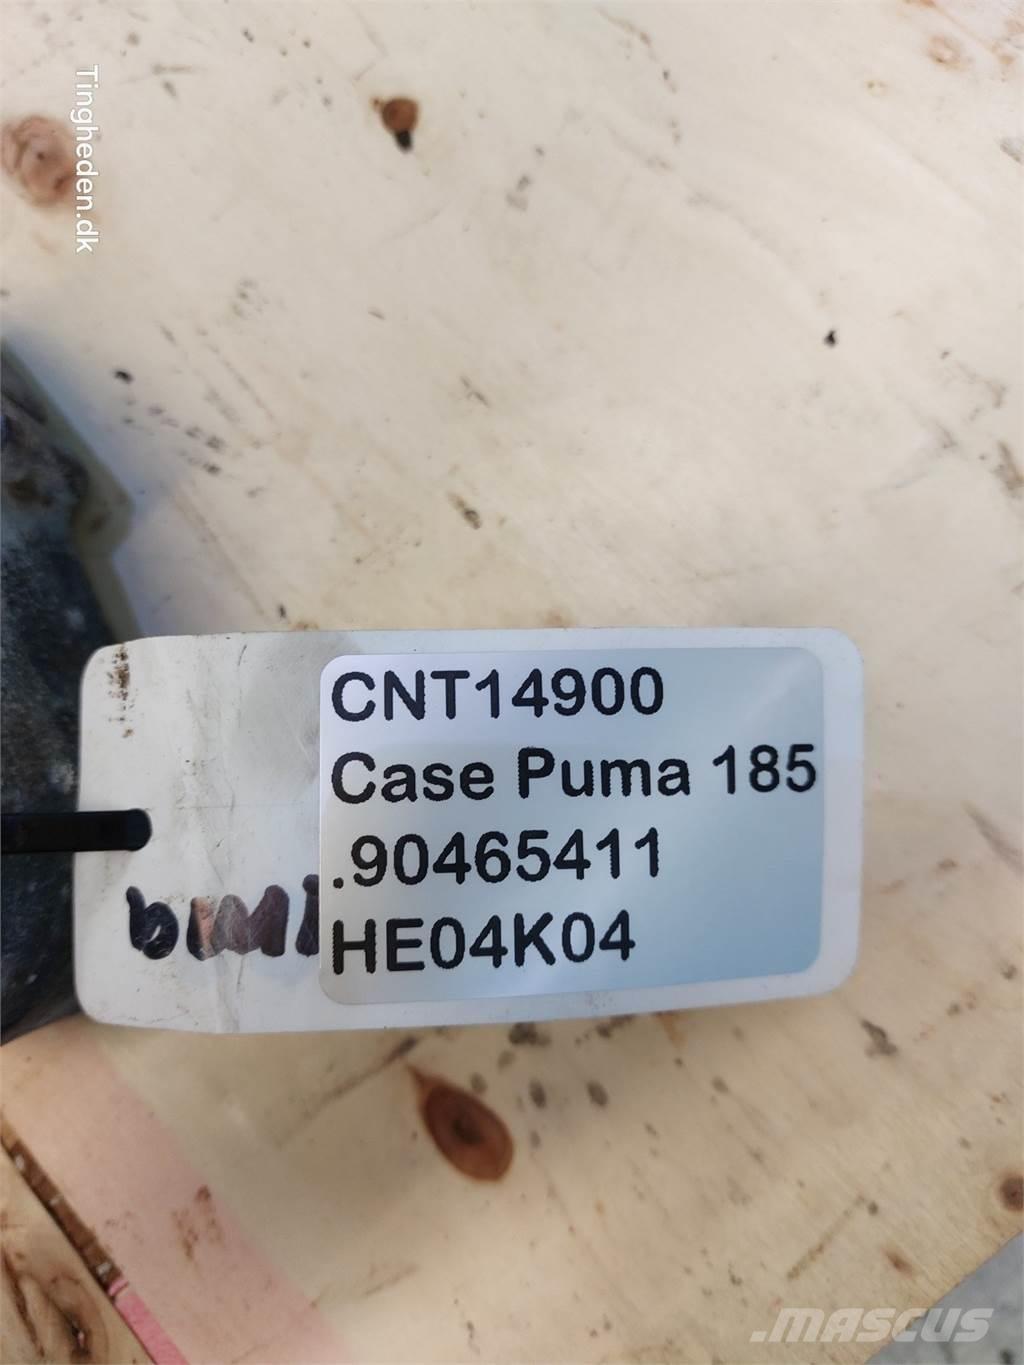 Tingheden.dk
CNT14900
Case Puma 185
.90465411
HE04K04
.MASCUS